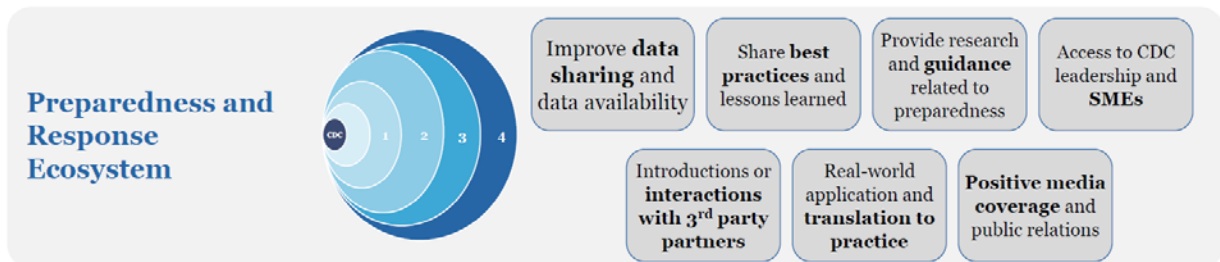 Preparedness and
Response
Ecosystem
CDC
1
2
3
4
Improve data
sharing and
data availability
Share best
practices and
lessons learned
Provide research
and guidance
related to
preparedness
Access to CDC
leadership and
SMEs
Introductions or
interactions
with 3rd party
partners
Real-world
application and
translation to
practice
Positive media
coverage and
public relations